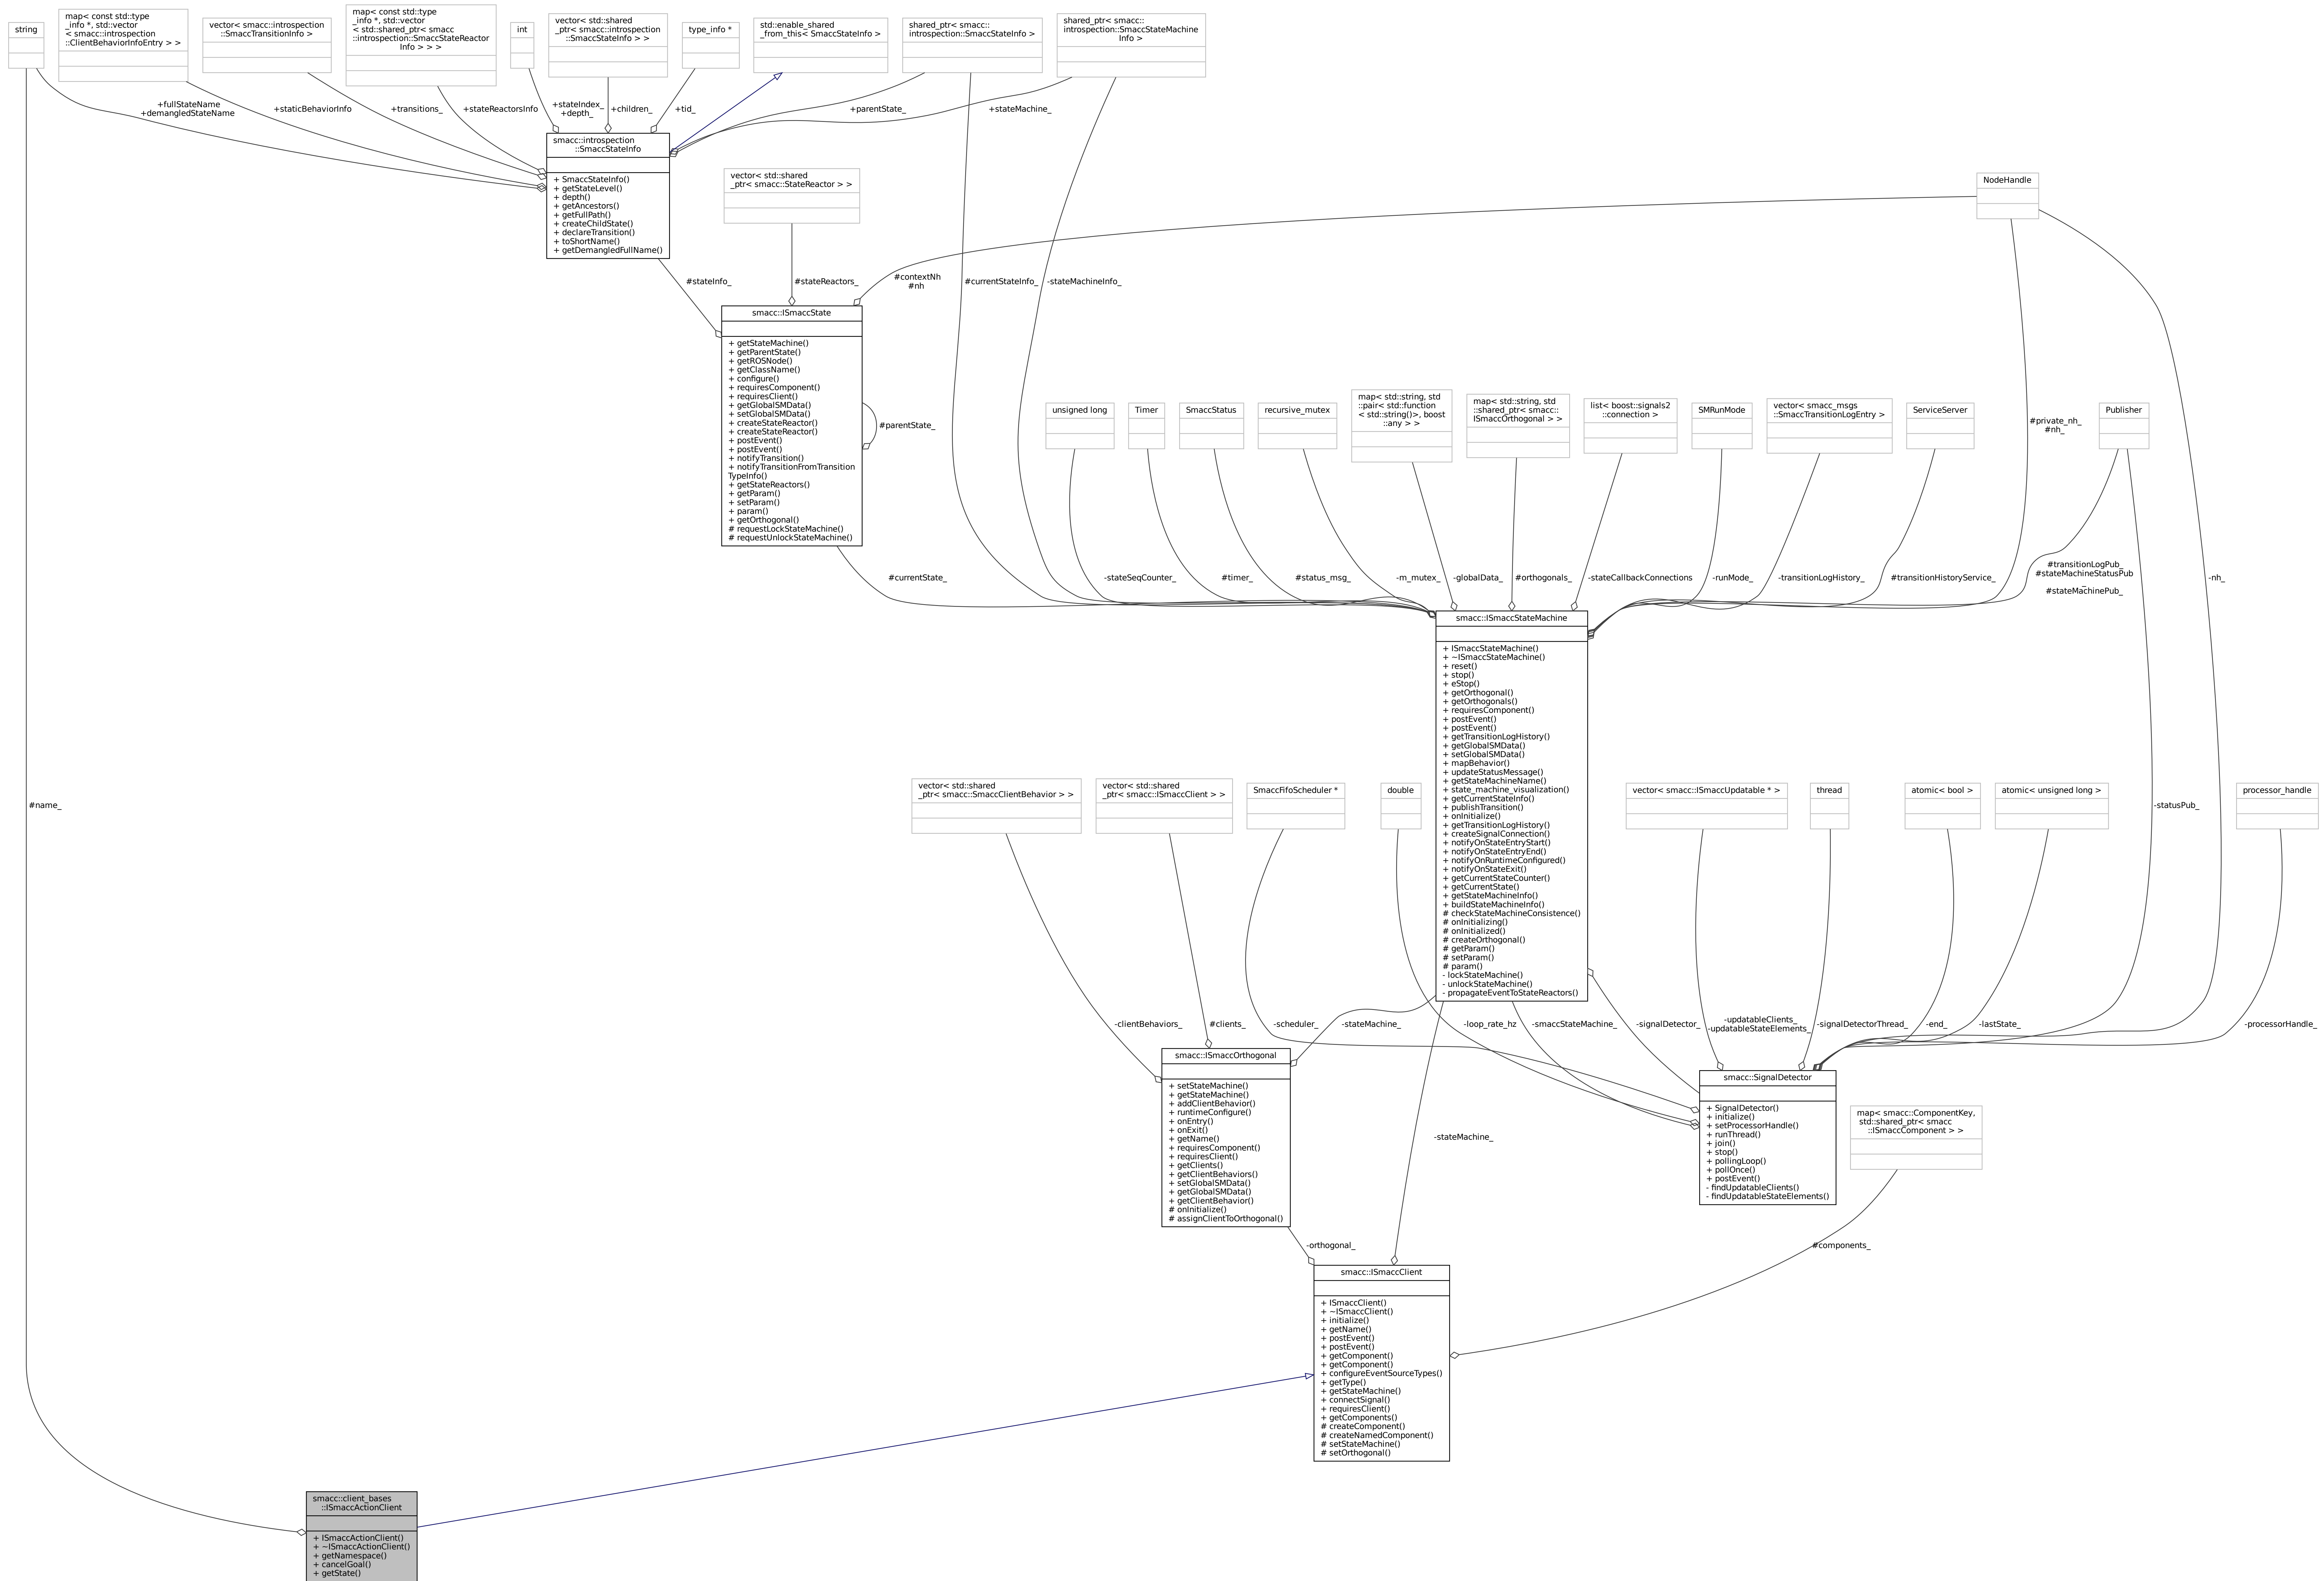 string
map< const std::type
_info *, std::vector
< smacc::introspection
::ClientBehaviorInfoEntry > >
vector< smacc::introspection
::SmaccTransitionInfo >
map< const std::type
_info *, std::vector
< std::shared_ptr< smacc
::introspection::SmaccStateReactor
Info > > >
int
vector< std::shared
_ptr< smacc::introspection
::SmaccStateInfo > >
type_info *
std::enable_shared
_from_this< SmaccStateInfo >
shared_ptr< smacc::
introspection::SmaccStateInfo >
shared_ptr< smacc::
introspection::SmaccStateMachine
Info >
+fullStateName
+demangledStateName
+staticBehaviorInfo
+transitions_
+stateReactorsInfo
+stateIndex_
+depth_
+children_
+tid_
+parentState_
+stateMachine_
smacc::introspection
::SmaccStateInfo
+ SmaccStateInfo()
+ getStateLevel()
+ depth()
+ getAncestors()
+ getFullPath()
+ createChildState()
+ declareTransition()
+ toShortName()
+ getDemangledFullName()
vector< std::shared
_ptr< smacc::StateReactor > >
NodeHandle
#stateInfo_
#stateReactors_
#contextNh
#nh
#currentStateInfo_
-stateMachineInfo_
smacc::ISmaccState
+ getStateMachine()
+ getParentState()
+ getROSNode()
+ getClassName()
+ configure()
+ requiresComponent()
+ requiresClient()
+ getGlobalSMData()
+ setGlobalSMData()
+ createStateReactor()
+ createStateReactor()
+ postEvent()
+ postEvent()
+ notifyTransition()
+ notifyTransitionFromTransition
TypeInfo()
+ getStateReactors()
+ getParam()
+ setParam()
+ param()
+ getOrthogonal()
# requestLockStateMachine()
# requestUnlockStateMachine()
#parentState_
unsigned long
Timer
SmaccStatus
recursive_mutex
map< std::string, std
::pair< std::function
< std::string()>, boost
::any > >
map< std::string, std
::shared_ptr< smacc::
ISmaccOrthogonal > >
list< boost::signals2
::connection >
SMRunMode
vector< smacc_msgs
::SmaccTransitionLogEntry >
ServiceServer
#private_nh_
#nh_
Publisher
#currentState_
-stateSeqCounter_
#timer_
#status_msg_
-m_mutex_
-globalData_
#orthogonals_
-stateCallbackConnections
-runMode_
-transitionLogHistory_
#transitionHistoryService_
#transitionLogPub_
#stateMachineStatusPub
_
#stateMachinePub_
-nh_
smacc::ISmaccStateMachine
+ ISmaccStateMachine()
+ ~ISmaccStateMachine()
+ reset()
+ stop()
+ eStop()
+ getOrthogonal()
+ getOrthogonals()
+ requiresComponent()
+ postEvent()
+ postEvent()
+ getTransitionLogHistory()
+ getGlobalSMData()
+ setGlobalSMData()
+ mapBehavior()
+ updateStatusMessage()
+ getStateMachineName()
+ state_machine_visualization()
+ getCurrentStateInfo()
+ publishTransition()
+ onInitialize()
+ getTransitionLogHistory()
+ createSignalConnection()
+ notifyOnStateEntryStart()
+ notifyOnStateEntryEnd()
+ notifyOnRuntimeConfigured()
+ notifyOnStateExit()
+ getCurrentStateCounter()
+ getCurrentState()
+ getStateMachineInfo()
+ buildStateMachineInfo()
# checkStateMachineConsistence()
# onInitializing()
# onInitialized()
# createOrthogonal()
# getParam()
# setParam()
# param()
- lockStateMachine()
- unlockStateMachine()
- propagateEventToStateReactors()
#name_
vector< std::shared
_ptr< smacc::SmaccClientBehavior > >
vector< std::shared
_ptr< smacc::ISmaccClient > >
SmaccFifoScheduler *
double
vector< smacc::ISmaccUpdatable * >
thread
atomic< bool >
atomic< unsigned long >
-statusPub_
processor_handle
-clientBehaviors_
#clients_
-scheduler_
-stateMachine_
-loop_rate_hz
-smaccStateMachine_
-signalDetector_
-updatableClients_
-updatableStateElements_
-signalDetectorThread_
-end_
-lastState_
-processorHandle_
smacc::ISmaccOrthogonal
+ setStateMachine()
+ getStateMachine()
+ addClientBehavior()
+ runtimeConfigure()
+ onEntry()
+ onExit()
+ getName()
+ requiresComponent()
+ requiresClient()
+ getClients()
+ getClientBehaviors()
+ setGlobalSMData()
+ getGlobalSMData()
+ getClientBehavior()
# onInitialize()
# assignClientToOrthogonal()
smacc::SignalDetector
+ SignalDetector()
+ initialize()
+ setProcessorHandle()
+ runThread()
+ join()
+ stop()
+ pollingLoop()
+ pollOnce()
+ postEvent()
- findUpdatableClients()
- findUpdatableStateElements()
map< smacc::ComponentKey,
std::shared_ptr< smacc
::ISmaccComponent > >
-stateMachine_
-orthogonal_
#components_
smacc::ISmaccClient
+ ISmaccClient()
+ ~ISmaccClient()
+ initialize()
+ getName()
+ postEvent()
+ postEvent()
+ getComponent()
+ getComponent()
+ configureEventSourceTypes()
+ getType()
+ getStateMachine()
+ connectSignal()
+ requiresClient()
+ getComponents()
# createComponent()
# createNamedComponent()
# setStateMachine()
# setOrthogonal()
smacc::client_bases
::ISmaccActionClient
+ ISmaccActionClient()
+ ~ISmaccActionClient()
+ getNamespace()
+ cancelGoal()
+ getState()